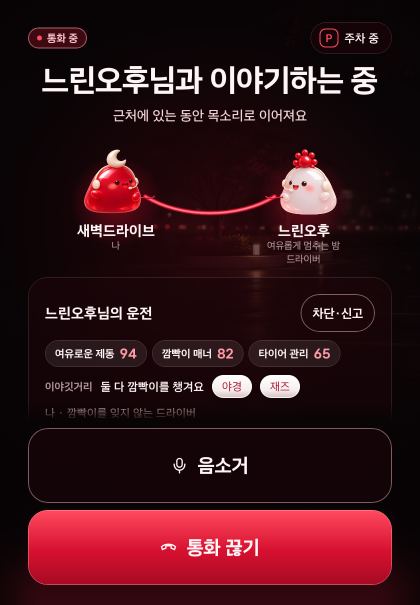 통화 중
P 주차 중
느린오후님과 이야기하는 중
근처에 있는 동안 목소리로 이어져요
새벽드라이브
나
느린오후
여유롭게 멈추는 밤
드라이버
느린오후님의 운전
차단·신고
여유로운 제동 94
깜빡이 매너 82
타이어 관리 65
이야깃거리 둘 다 깜빡이를 챙겨요 야경 재즈
나 · 깜빡이를 잊지 않는 드라이버
음소거
통화 끊기